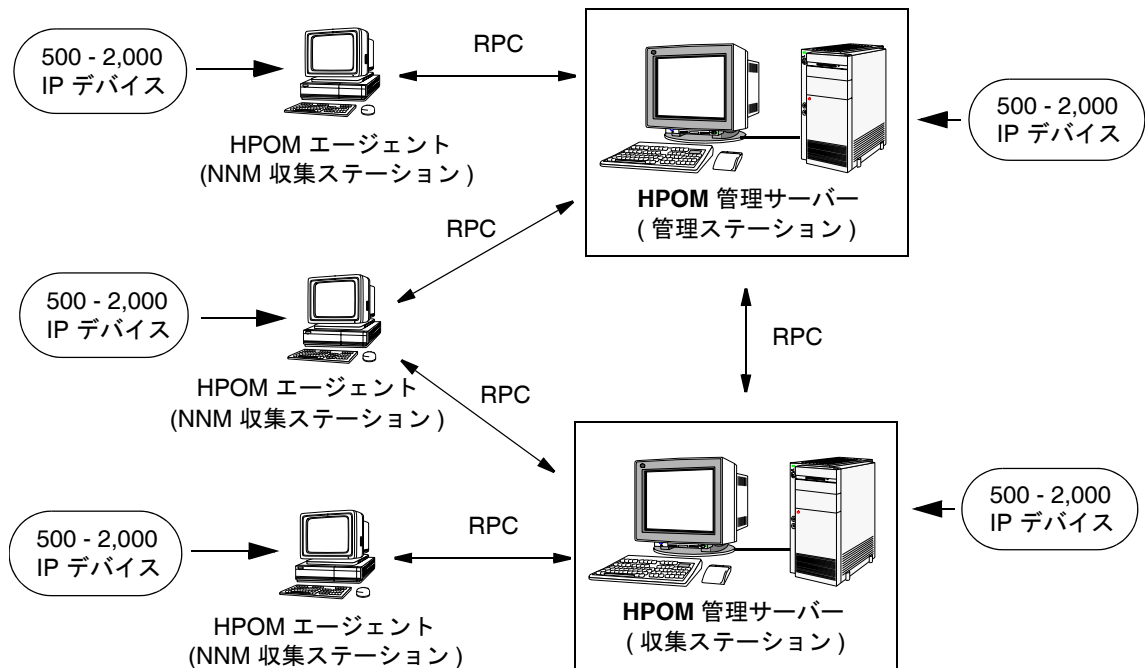 500 - 2,000
IP デバイス
RPC
HPOM エージェント
(NNM 収集ステーション )
HPOM 管理サーバー
( 管理ステーション )
500 - 2,000
IP デバイス
RPC
500 - 2,000
IP デバイス
HPOM エージェント
(NNM 収集ステーション )
RPC
RPC
500 - 2,000
IP デバイス
RPC
HPOM エージェント
(NNM 収集ステーション )
HPOM 管理サーバー
( 収集ステーション )
500 - 2,000
IP デバイス